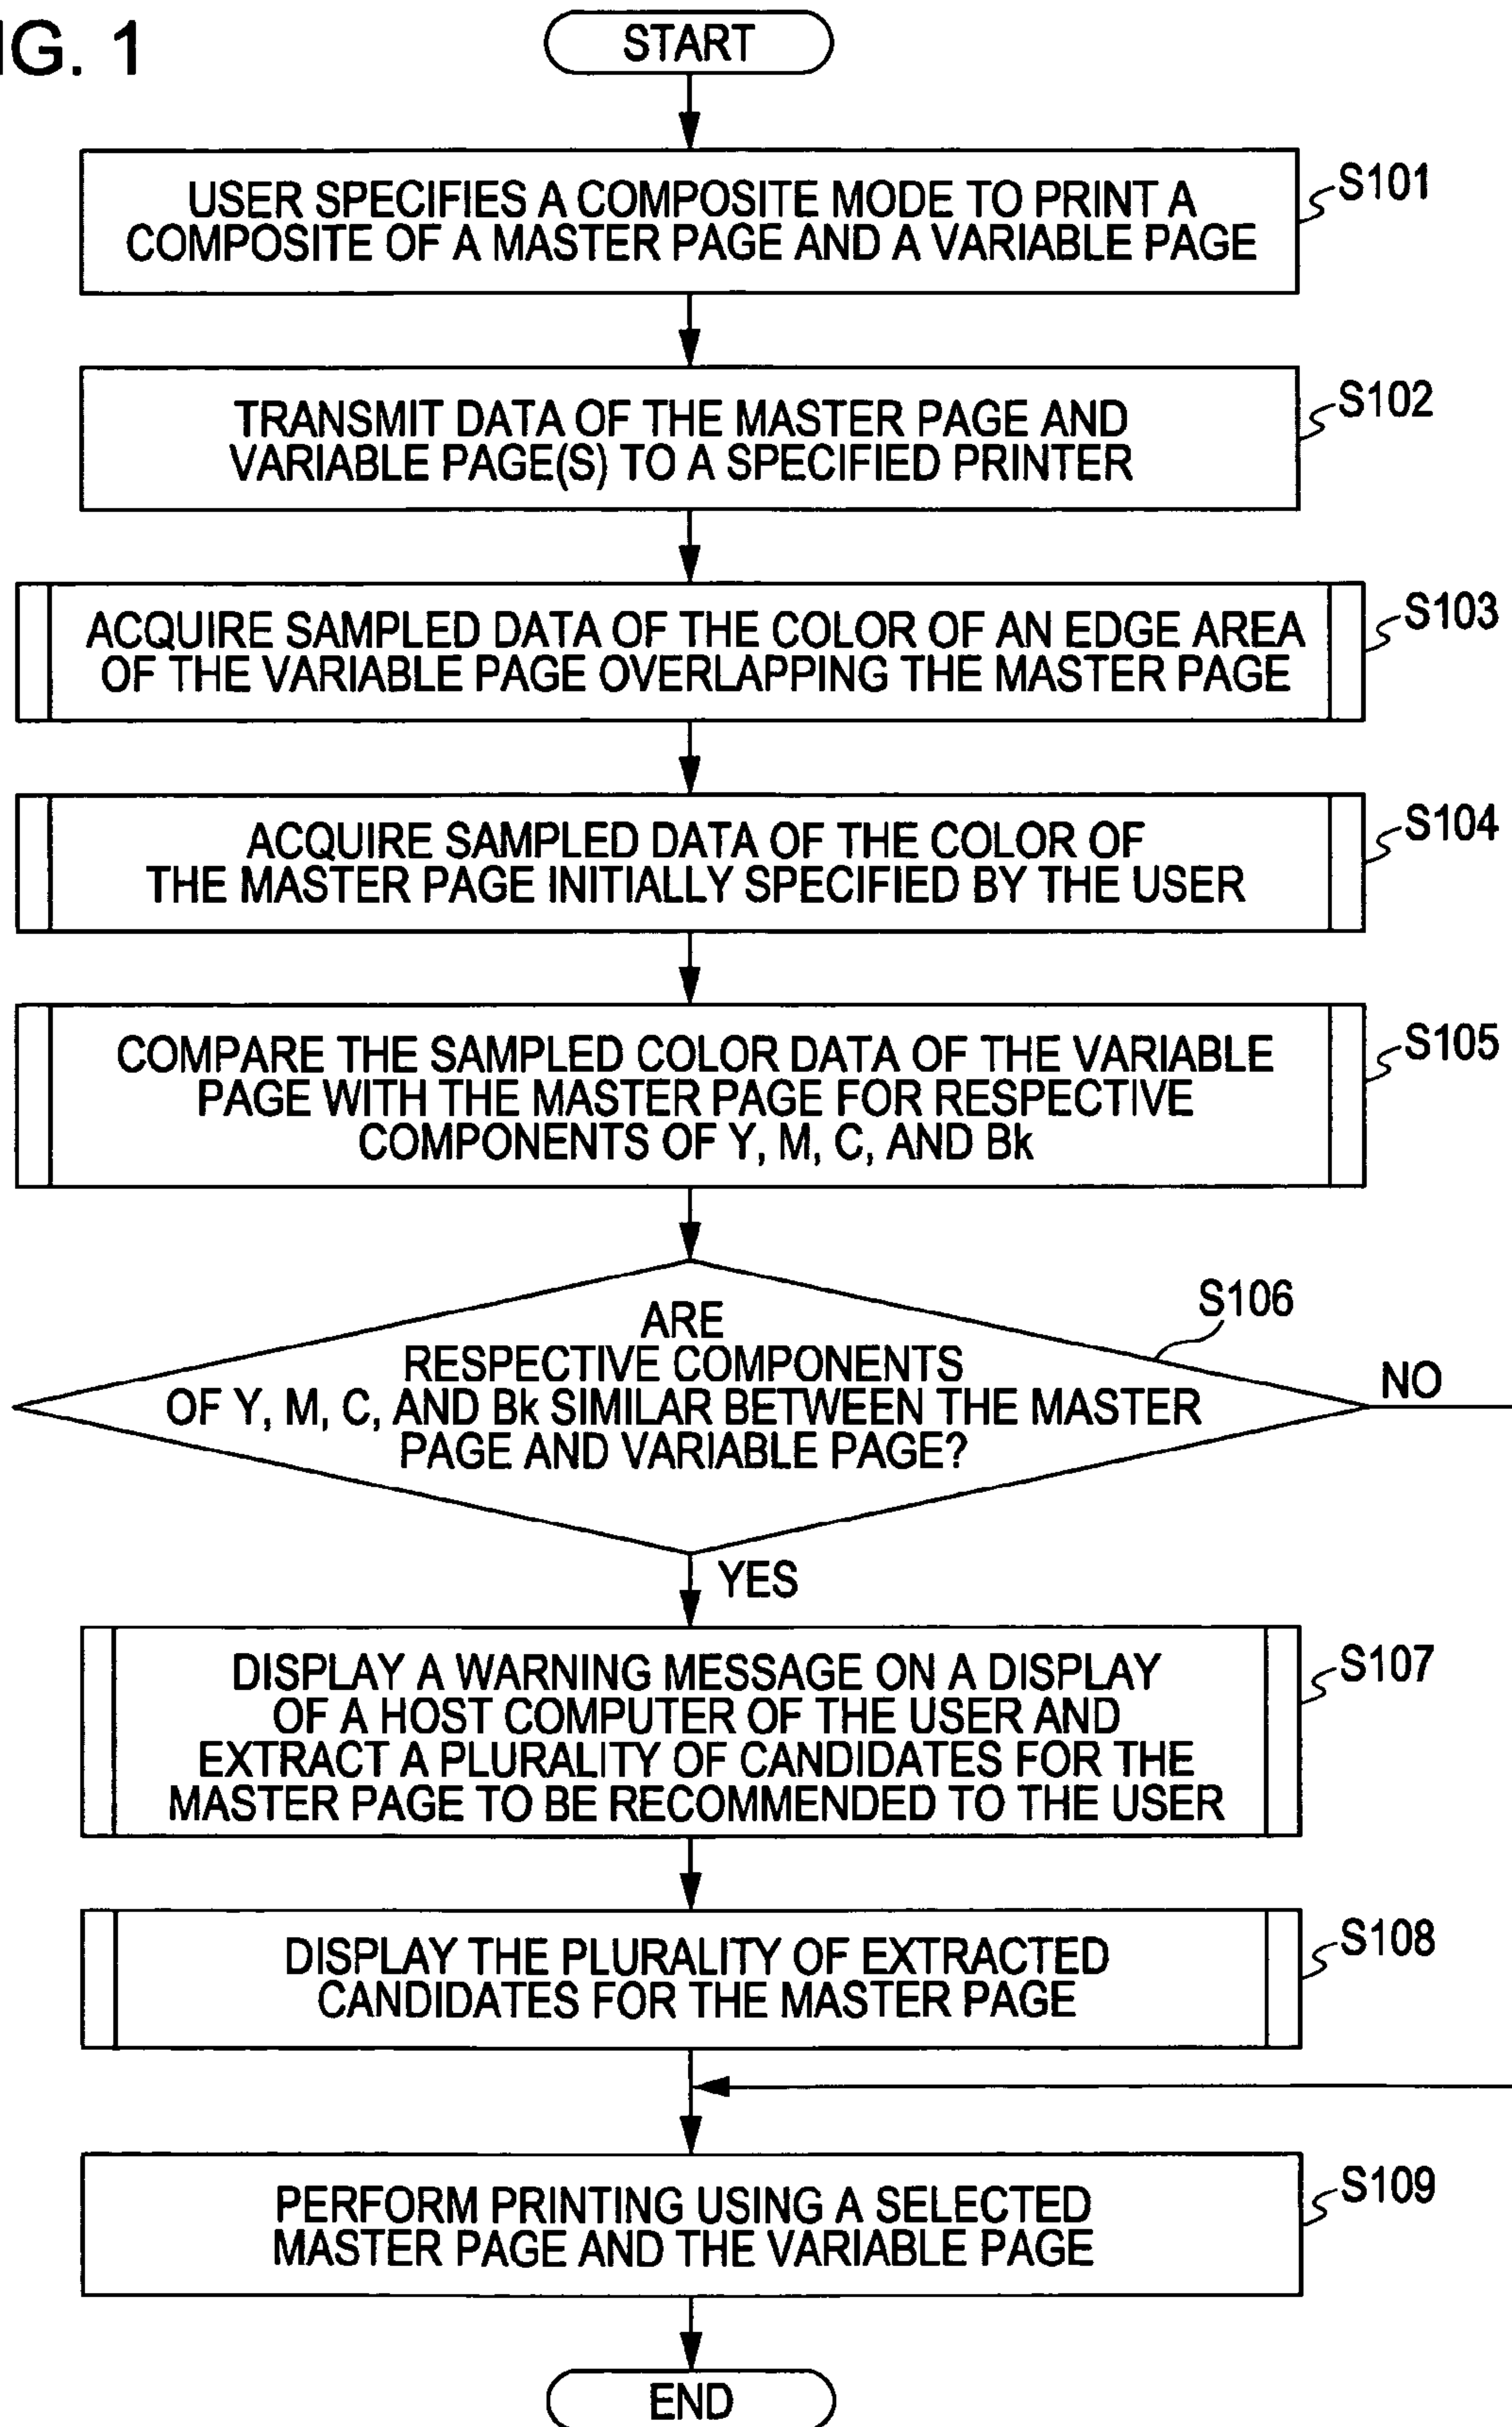 IG. 1
START
USER SPECIFIES A COMPOSITE MODE TO PRINT A
COMPOSITE OF A MASTER PAGE AND A VARIABLE PAGE
S101
TRANSMIT DATA OF THE MASTER PAGE AND
VARIABLE PAGE(S) TO A SPECIFIED PRINTER
S102
ACQUIRE SAMPLED DATA OF THE COLOR OF AN EDGE AREA
OF THE VARIABLE PAGE OVERLAPPING THE MASTER PAGE
S103
ACQUIRE SAMPLED DATA OF THE COLOR OF
THE MASTER PAGE INITIALLY SPECIFIED BY THE USER
S104
COMPARE THE SAMPLED COLOR DATA OF THE VARIABLE
PAGE WITH THE MASTER PAGE FOR RESPECTIVE
COMPONENTS OF Y, M, C, AND Bk
S105
ARE
RESPECTIVE COMPONENTS
OF Y, M, C, AND Bk SIMILAR BETWEEN THE MASTER
PAGE AND VARIABLE PAGE?
S106
NO
YES
DISPLAY A WARNING MESSAGE ON A DISPLAY
OF A HOST COMPUTER OF THE USER AND
EXTRACT A PLURALITY OF CANDIDATES FOR THE
MASTER PAGE TO BE RECOMMENDED TO THE USER
S107
DISPLAY THE PLURALITY OF EXTRACTED
CANDIDATES FOR THE MASTER PAGE
S108
PERFORM PRINTING USING A SELECTED
MASTER PAGE AND THE VARIABLE PAGE
S109
END